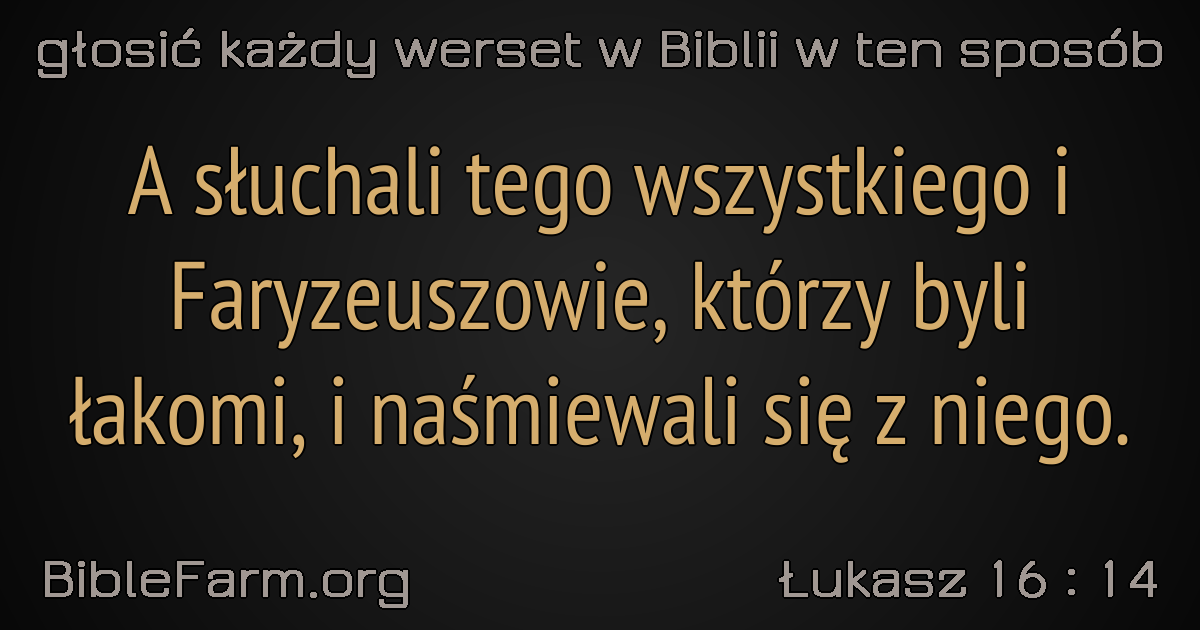 głosić każdy werset w Biblii w ten sposób
A słuchali tego wszystkiego i
Faryzeuszowie, którzy byli
łakomi, i naśmiewali się z niego.
BibleFarm.org
Łukasz 16 : 14